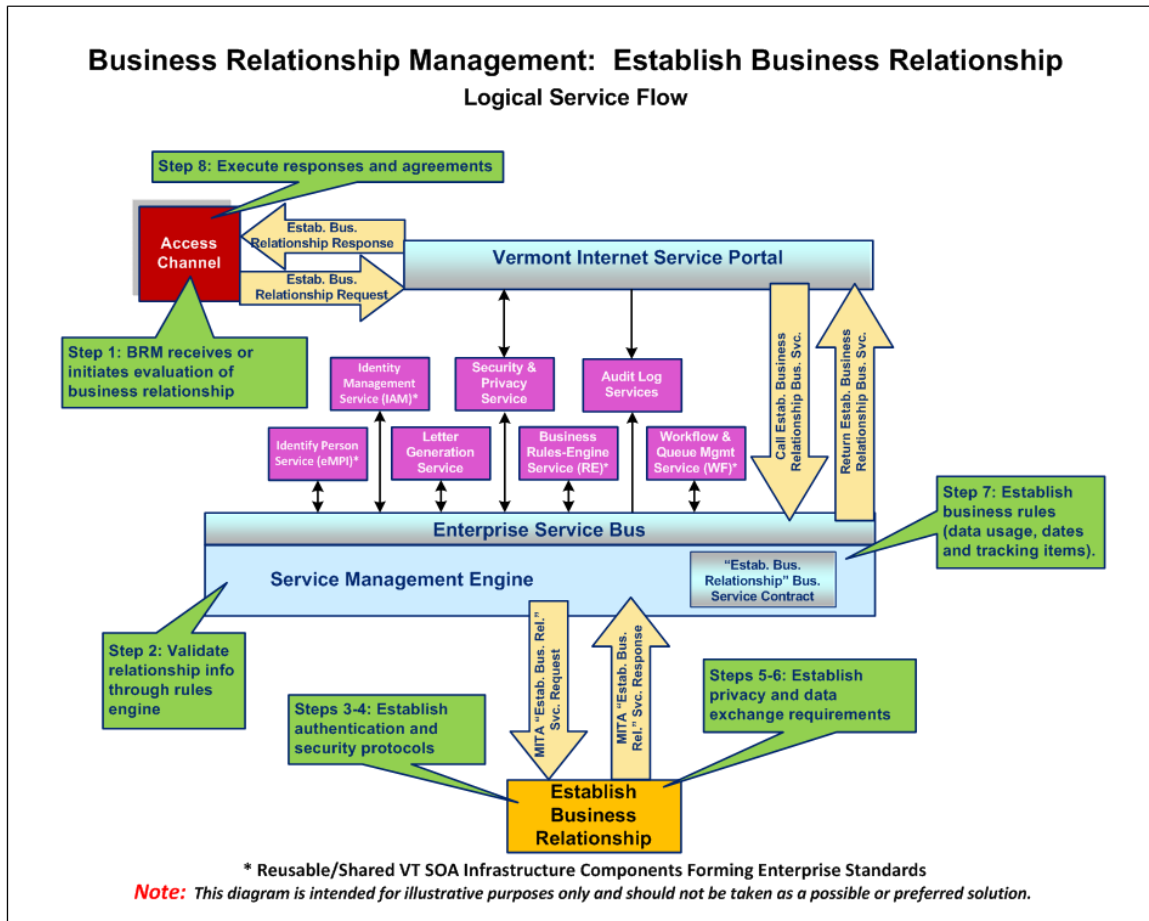 Business Relationship Management:  Establish Business Relationship
Logical Service Flow
Step 8: Execute responses and agreements
Access
Channel
Estab. Bus.
Relationship Response
Estab. Bus.
Relationship Request
Vermont Internet Service Portal
Step 1: BRM receives or
initiates evaluation of
business relationship
Identity
Management
Service (IAM)*
Security &
Privacy
Service
Audit Log
Services
Call Estab. Business
Relationship Bus. Svc.
Return Estab. Business
Relationship Bus. Svc.
Identify Person
Service (eMPI)*
Letter
Generation
Service
Business
Rules-Engine
Service (RE)*
Workflow &
Queue Mgmt
Service (WF)*
Step 7: Establish
business rules
(data usage, dates
and tracking items).
Enterprise Service Bus
Service Management Engine
“Estab. Bus.
Relationship” Bus.
Service Contract
Step 2: Validate
relationship info
through rules
engine
MITA “Estab. Bus. Rel.”
Svc. Request
MITA “Estab. Bus.
Rel.” Svc. Response
Steps 3-4: Establish
authentication and
security protocols
Steps 5-6: Establish
privacy and data
exchange requirements
Establish
Business
Relationship
* Reusable/Shared VT SOA Infrastructure Components Forming Enterprise Standards
Note: This diagram is intended for illustrative purposes only and should not be taken as a possible or preferred solution.